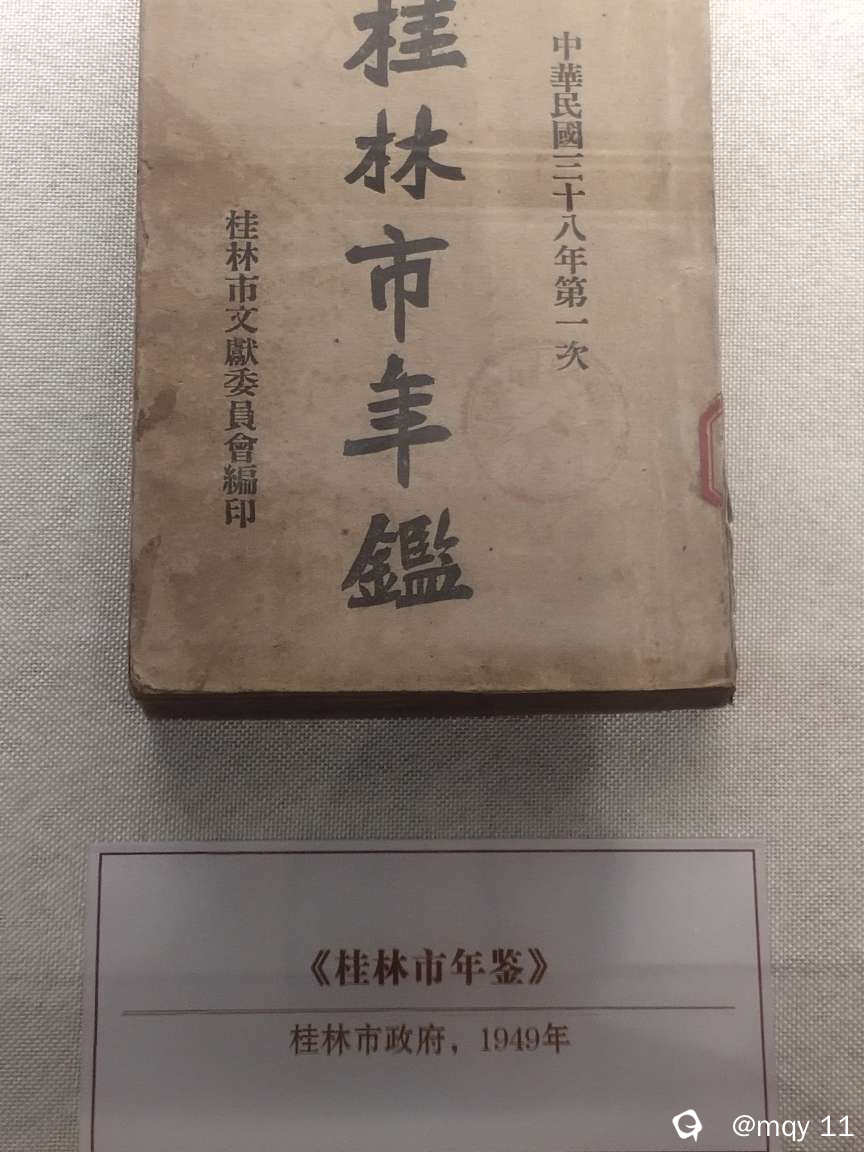 中華民國三十八年第一次
桂林市年鑑
桂林市文獻委員會編印
《桂林市年鉴》
桂林市政府，1949年
@mqy 11